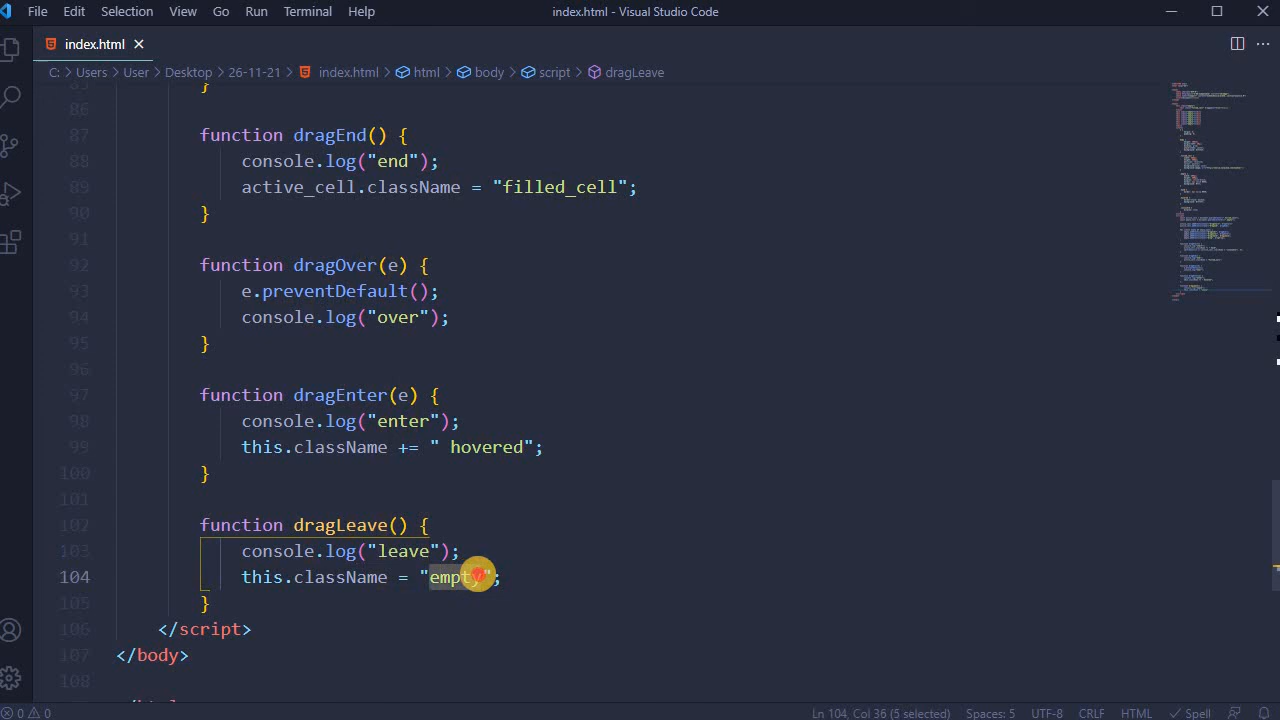 File Edit Selection View Go Run Terminal Help index.html - Visual Studio Code
index.html
C: > Users > User > Desktop > 26-11-21 > index.html > html > body > script > dragLeave
85 }
86
87 function dragEnd() {
88 console.log("end");
89 active_cell.className = "filled_cell";
90 }
91
92 function dragOver(e) {
93 e.preventDefault();
94 console.log("over");
95 }
96
97 function dragEnter(e) {
98 console.log("enter");
99 this.className += " hovered";
100 }
101
102 function dragLeave() {
103 console.log("leave");
104 this.className = "empty";
105 }
106 </script>
107 </body>
108
0 0 Ln 104, Col 36 (5 selected) Spaces: 5 UTF-8 CRLF HTML Spell